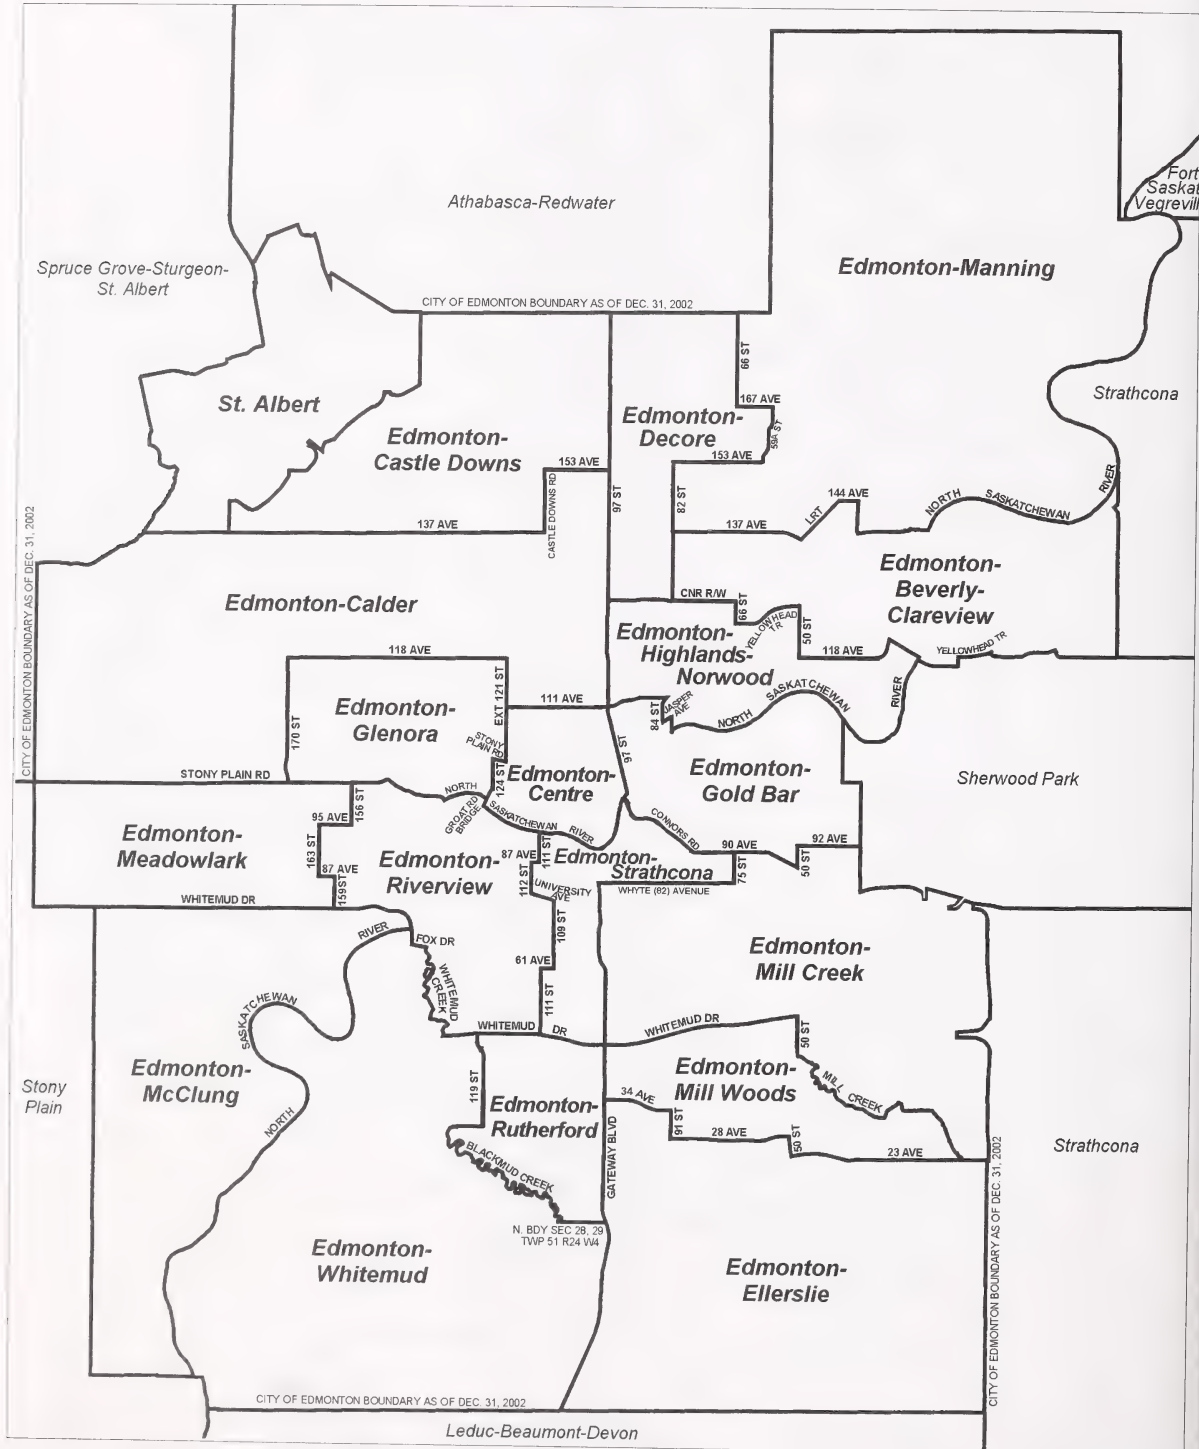 Athabasca-Redwater
Fort
Saskat
Vegrevill
Spruce Grove-Sturgeon-
St. Albert
Edmonton-Manning
CITY OF EDMONTON BOUNDARY AS OF DEC. 31, 2002
66 ST
167 AVE
59A ST
153 AVE
Strathcona
St. Albert
Edmonton-
Castle Downs
Edmonton-
Decore
153 AVE
CASTLE DOWNS RD
97 ST
82 ST
137 AVE
137 AVE
LRT
144 AVE
NORTH
SASKATCHEWAN
RIVER
CITY OF EDMONTON BOUNDARY AS OF DEC. 31, 2002
Edmonton-Calder
Edmonton-
Beverly-
Clareview
CNR R/W
66 ST
YELLOWHEAD
TR
50 ST
118 AVE
YELLOWHEAD TR
Edmonton-
Highlands-
Norwood
118 AVE
EXT 121 ST
111 AVE
84 ST
JASPER
AVE
NORTH
SASKATCHEWAN
RIVER
170 ST
Edmonton-
Glenora
STONY
PLAIN RD
124 ST
97 ST
Edmonton-
Centre
Edmonton-
Gold Bar
Sherwood Park
STONY PLAIN RD
156 ST
NORTH
GROAT RD
BRIDGE
SASKATCHEWAN
RIVER
CONNORS RD
95 AVE
163 ST
87 AVE
159 ST
Edmonton-
Meadowlark
Edmonton-
Riverview
87 AVE
111 ST
112 ST
UNIVERSITY
AVE
109 ST
61 AVE
111 ST
Edmonton-
Strathcona
WHYTE (82) AVENUE
90 AVE
75 ST
50 ST
92 AVE
WHITEMUD DR
RIVER
FOX DR
WHITEMUD
CREEK
SASKATCHEWAN
NORTH
Edmonton-
Mill Creek
WHITEMUD
DR
WHITEMUD DR
50 ST
MILL
CREEK
Edmonton-
Mill Woods
34 AVE
91 ST
28 AVE
50 ST
23 AVE
Stony
Plain
Edmonton-
McClung
119 ST
Edmonton-
Rutherford
GATEWAY BLVD
BLACKMUD CREEK
N. BDY SEC 28, 29
TWP 51 R24 W4
Strathcona
CITY OF EDMONTON BOUNDARY AS OF DEC. 31, 2002
Edmonton-
Whitemud
Edmonton-
Ellerslie
CITY OF EDMONTON BOUNDARY AS OF DEC. 31, 2002
Leduc-Beaumont-Devon